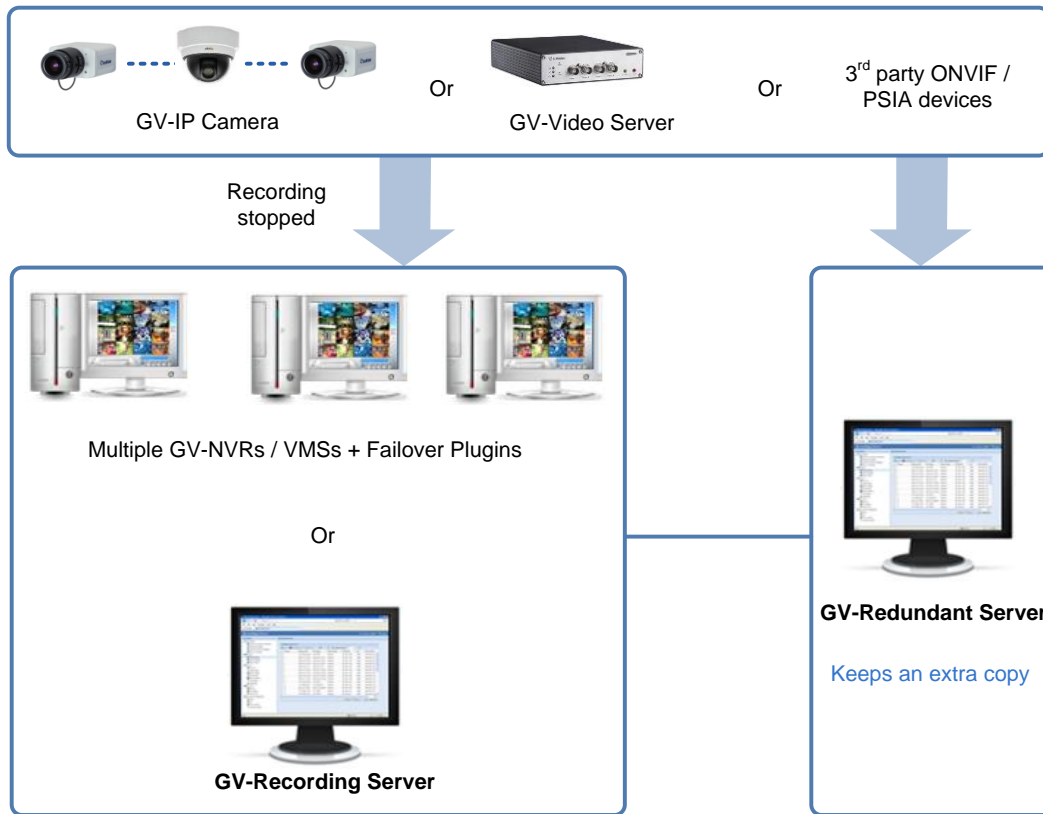 GV-IP Camera
Or
GV-Video Server
Or
3rd party ONVIF /
PSIA devices
Recording
stopped
Multiple GV-NVRs / VMSs + Failover Plugins
Or
GV-Recording Server
GV-Redundant Server
Keeps an extra copy